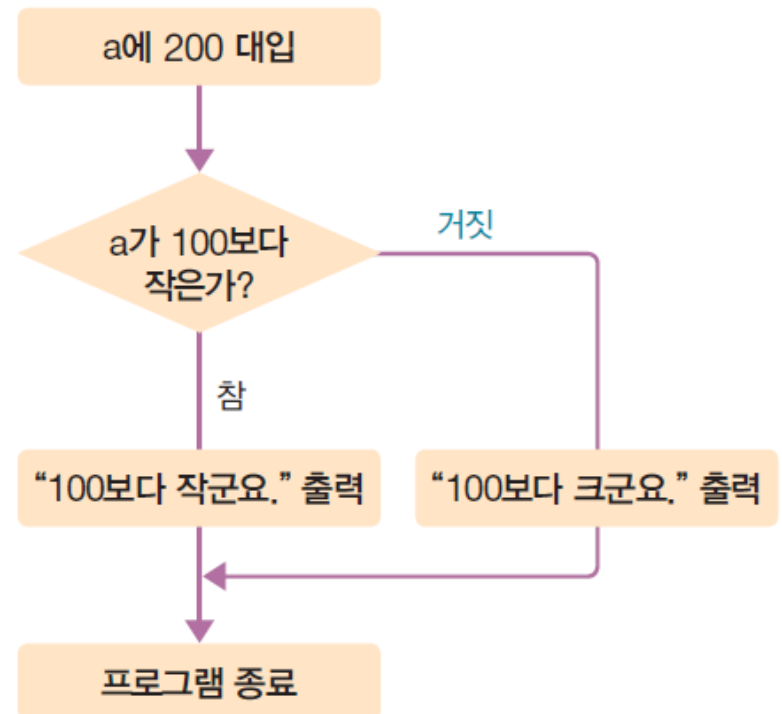 a에 200 대입
a가 100보다
작은가?
거짓
참
“100보다 작군요.” 출력
“100보다 크군요.” 출력
프로그램 종료